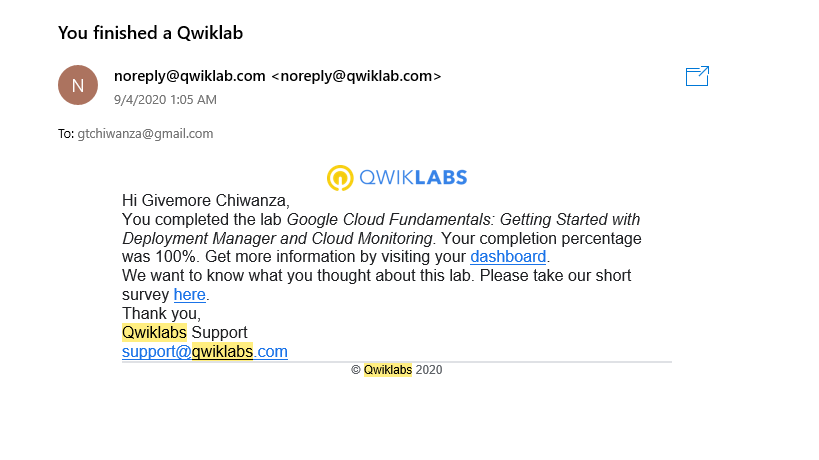 You finished a Qwiklab
N
noreply@qwiklab.com <noreply@qwiklab.com>
9/4/2020 1:05 AM
To: gtchiwanza@gmail.com
QWIKLABS
Hi Givemore Chiwanza,
You completed the lab Google Cloud Fundamentals: Getting Started with
Deployment Manager and Cloud Monitoring. Your completion percentage
was 100%. Get more information by visiting your dashboard.
We want to know what you thought about this lab. Please take our short
survey here.
Thank you,
Qwiklabs Support
support@qwiklabs.com
© Qwiklabs 2020